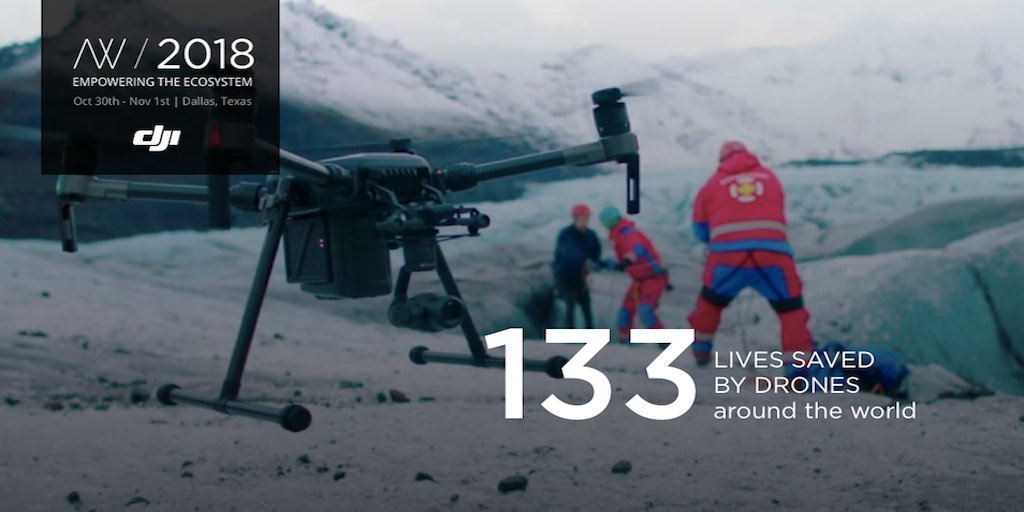 AW / 2018
EMPOWERING THE ECOSYSTEM
Oct 30th - Nov 1st | Dallas, Texas
dji
133
LIVES SAVED
BY DRONES
around the world